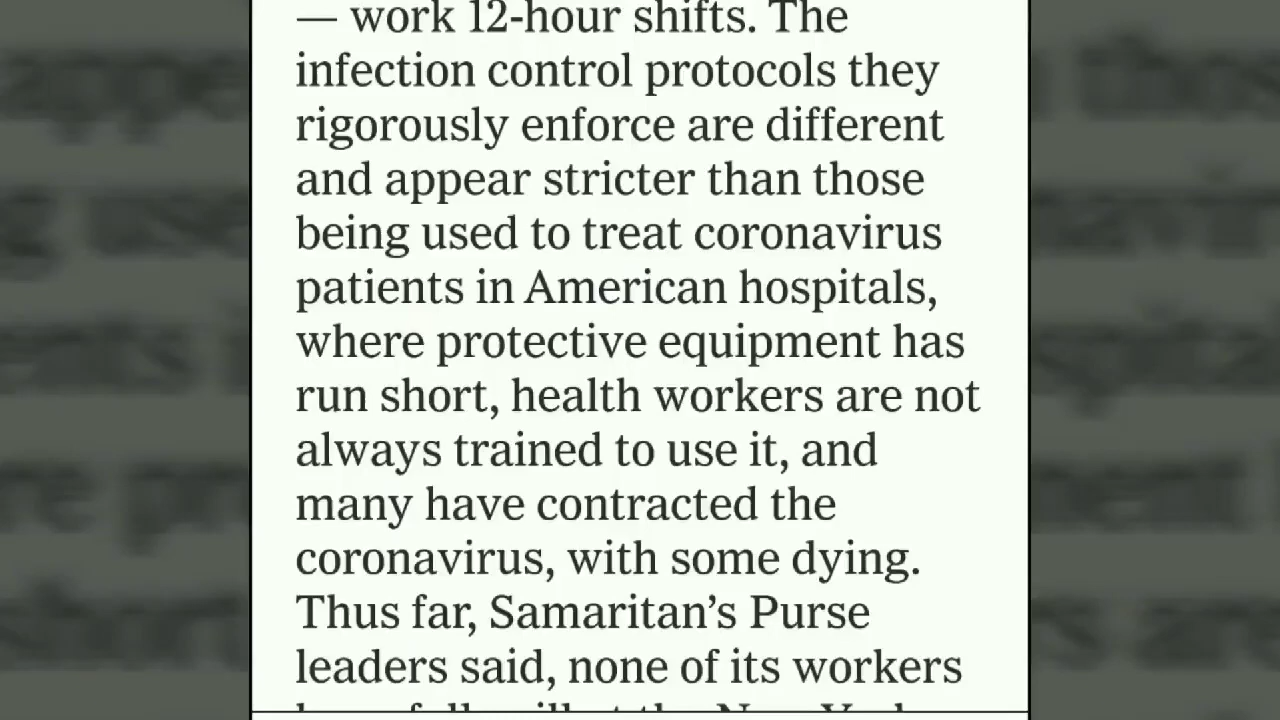 — work 12-hour shifts. The
infection control protocols they
rigorously enforce are different
and appear stricter than those
being used to treat coronavirus
patients in American hospitals,
where protective equipment has
run short, health workers are not
always trained to use it, and
many have contracted the
coronavirus, with some dying.
Thus far, Samaritan’s Purse
leaders said, none of its workers